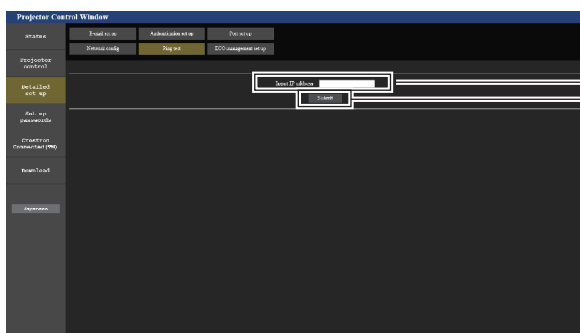 Projector Control Window
Status
E-mail set up
Authentication set up
Port set up
Network config
Ping test
ECO management set up
Projector
control
Detailed
set up
Input IP address
Submit
Set up
passwords
Crestron
Connected(TM)
Download
Japanese